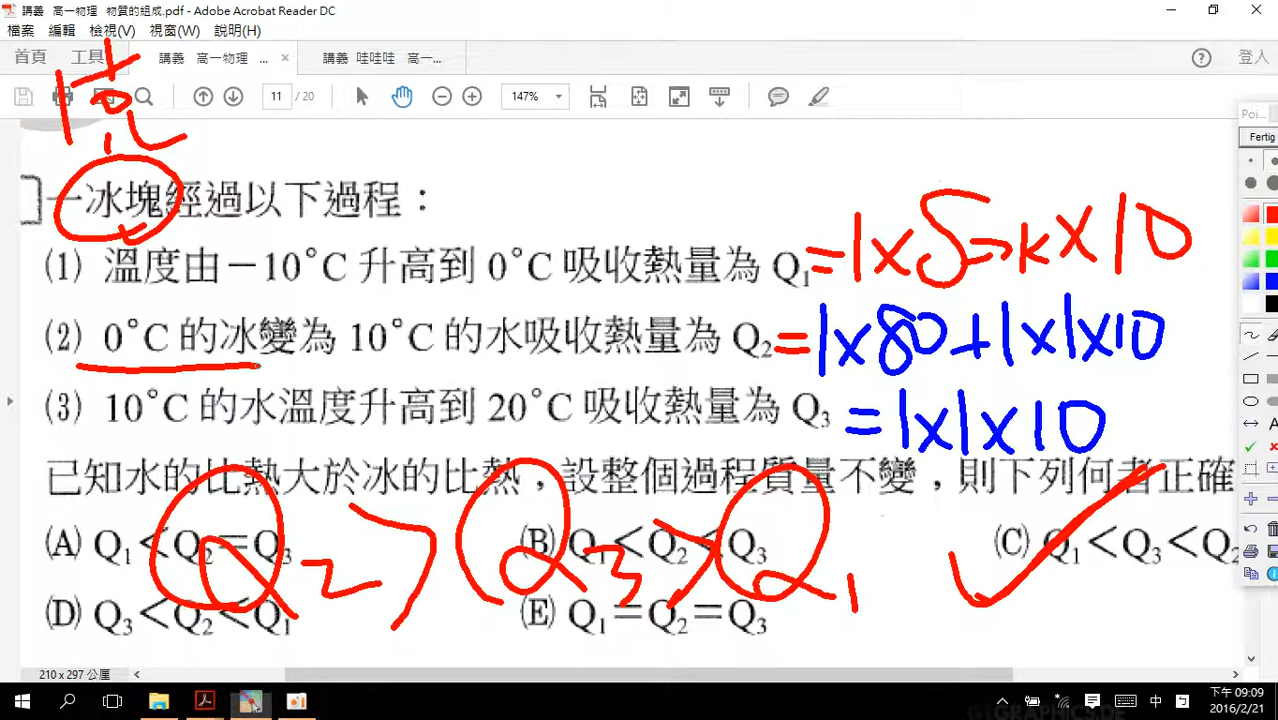 講義 高一物理 物質的組成.pdf - Adobe Acrobat Reader DC
檔案 編輯 檢視(V) 視窗(W) 說明(H)
首頁 工具 講義 高一物理 ... × 講義 哇哇哇 高一... ? 登入
11 / 20 147%
Poi...
Fertig
一冰塊經過以下過程：
(1) 溫度由－10°C 升高到 0°C 吸收熱量為 Q1 =1×S冰×10
(2) 0°C 的冰變為 10°C 的水吸收熱量為 Q2 =1×80+1×1×10
(3) 10°C 的水溫度升高到 20°C 吸收熱量為 Q3 =1×1×10
已知水的比熱大於冰的比熱，設整個過程質量不變，則下列何者正確
(A) Q1＜Q2＝Q3 (B) Q1＜Q2＜Q3 (C) Q1＜Q3＜Q2
Q2>Q3>Q1
(D) Q3＜Q2＜Q1 (E) Q1＝Q2＝Q3
210 x 297 公厘
中 下午 09:09
2016/2/21